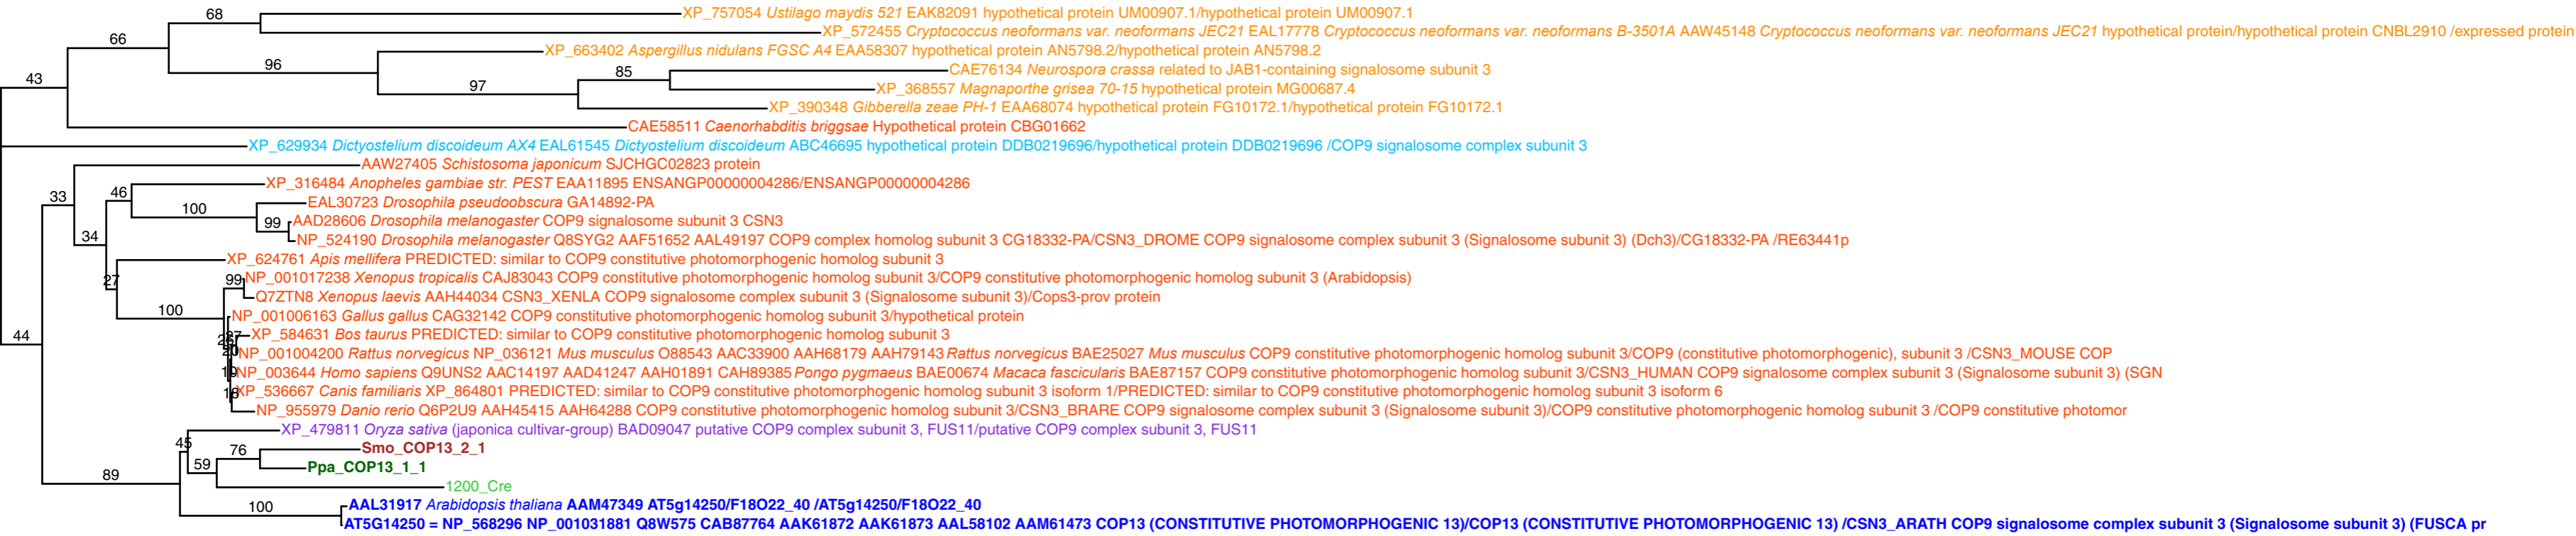 68
XP_757054 Ustilago maydis 521 EAK82091 hypothetical protein UM00907.1/hypothetical protein UM00907.1
XP_572455 Cryptococcus neoformans var. neoformans JEC21 EAL17778 Cryptococcus neoformans var. neoformans B-3501A AAW45148 Cryptococcus neoformans var. neoformans JEC21 hypothetical protein/hypothetical protein CNBL2910 /expressed protein
66
XP_663402 Aspergillus nidulans FGSC A4 EAA58307 hypothetical protein AN5798.2/hypothetical protein AN5798.2
96
85
CAE76134 Neurospora crassa related to JAB1-containing signalosome subunit 3
43
97
XP_368557 Magnaporthe grisea 70-15 hypothetical protein MG00687.4
XP_390348 Gibberella zeae PH-1 EAA68074 hypothetical protein FG10172.1/hypothetical protein FG10172.1
CAE58511 Caenorhabditis briggsae Hypothetical protein CBG01662
XP_629934 Dictyostelium discoideum AX4 EAL61545 Dictyostelium discoideum ABC46695 hypothetical protein DDB0219696/hypothetical protein DDB0219696 /COP9 signalosome complex subunit 3
AAW27405 Schistosoma japonicum SJCHGC02823 protein
XP_316484 Anopheles gambiae str. PEST EAA11895 ENSANGP00000004286/ENSANGP00000004286
33
46
EAL30723 Drosophila pseudoobscura GA14892-PA
100
99
AAD28606 Drosophila melanogaster COP9 signalosome subunit 3 CSN3
34
NP_524190 Drosophila melanogaster Q8SYG2 AAF51652 AAL49197 COP9 complex homolog subunit 3 CG18332-PA/CSN3_DROME COP9 signalosome complex subunit 3 (Signalosome subunit 3) (Dch3)/CG18332-PA /RE63441p
XP_624761 Apis mellifera PREDICTED: similar to COP9 constitutive photomorphogenic homolog subunit 3
27
99
NP_001017238 Xenopus tropicalis CAJ83043 COP9 constitutive photomorphogenic homolog subunit 3/COP9 constitutive photomorphogenic homolog subunit 3 (Arabidopsis)
Q7ZTN8 Xenopus laevis AAH44034 CSN3_XENLA COP9 signalosome complex subunit 3 (Signalosome subunit 3)/Cops3-prov protein
100
NP_001006163 Gallus gallus CAG32142 COP9 constitutive photomorphogenic homolog subunit 3/hypothetical protein
44
XP_584631 Bos taurus PREDICTED: similar to COP9 constitutive photomorphogenic homolog subunit 3
NP_001004200 Rattus norvegicus NP_036121 Mus musculus O88543 AAC33900 AAH68179 AAH79143 Rattus norvegicus BAE25027 Mus musculus COP9 constitutive photomorphogenic homolog subunit 3/COP9 (constitutive photomorphogenic), subunit 3 /CSN3_MOUSE COP
NP_003644 Homo sapiens Q9UNS2 AAC14197 AAD41247 AAH01891 CAH89385 Pongo pygmaeus BAE00674 Macaca fascicularis BAE87157 COP9 constitutive photomorphogenic homolog subunit 3/CSN3_HUMAN COP9 signalosome complex subunit 3 (Signalosome subunit 3) (SGN
XP_536667 Canis familiaris XP_864801 PREDICTED: similar to COP9 constitutive photomorphogenic homolog subunit 3 isoform 1/PREDICTED: similar to COP9 constitutive photomorphogenic homolog subunit 3 isoform 6
NP_955979 Danio rerio Q6P2U9 AAH45415 AAH64288 COP9 constitutive photomorphogenic homolog subunit 3/CSN3_BRARE COP9 signalosome complex subunit 3 (Signalosome subunit 3)/COP9 constitutive photomorphogenic homolog subunit 3 /COP9 constitutive photomor
XP_479811 Oryza sativa (japonica cultivar-group) BAD09047 putative COP9 complex subunit 3, FUS11/putative COP9 complex subunit 3, FUS11
45
76
Smo_COP13_2_1
59
Ppa_COP13_1_1
89
1200_Cre
100
AAL31917 Arabidopsis thaliana AAM47349 AT5g14250/F18O22_40 /AT5g14250/F18O22_40
AT5G14250 = NP_568296 NP_001031881 Q8W575 CAB87764 AAK61872 AAK61873 AAL58102 AAM61473 COP13 (CONSTITUTIVE PHOTOMORPHOGENIC 13)/COP13 (CONSTITUTIVE PHOTOMORPHOGENIC 13) /CSN3_ARATH COP9 signalosome complex subunit 3 (Signalosome subunit 3) (FUSCA pr